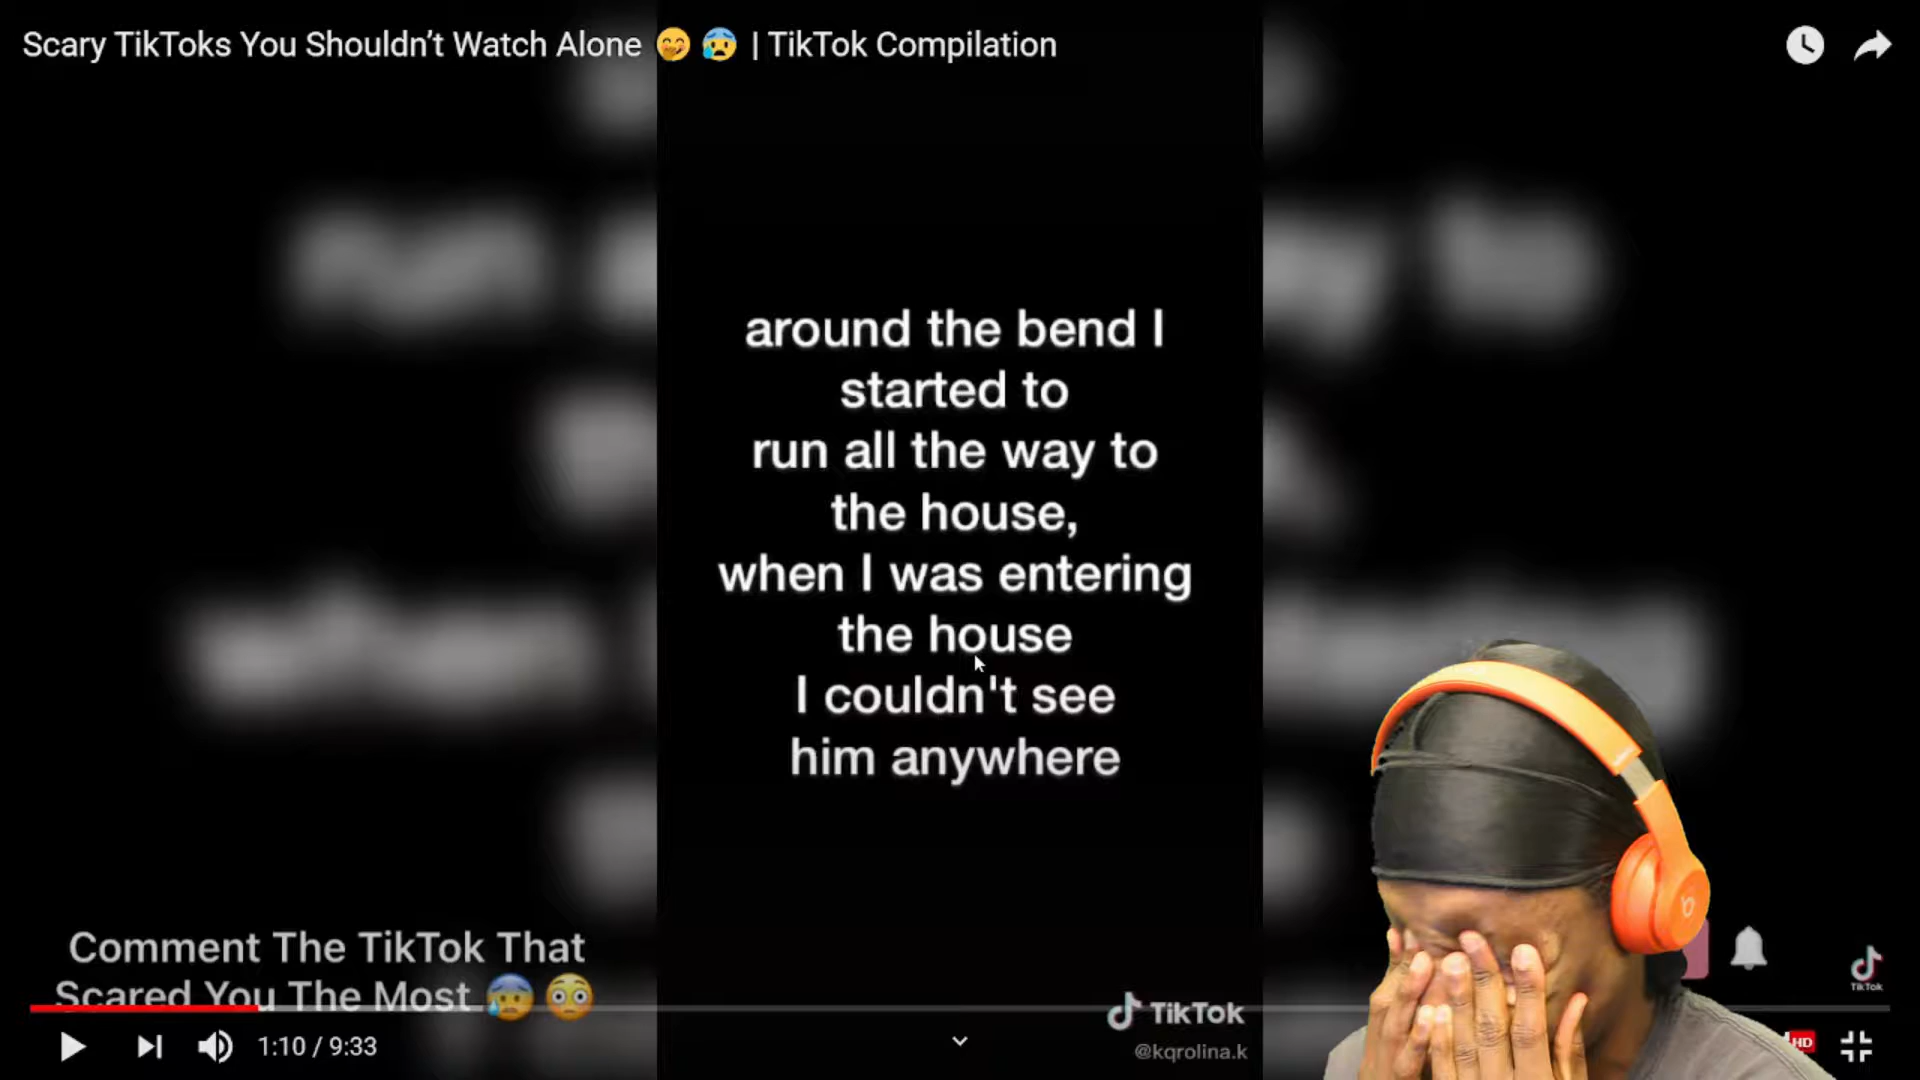 Scary TikToks You Shouldn't Watch Alone 🤭 😰 | TikTok Compilation
around the bend I
started to
run all the way to
the house,
when I was entering
the house
I couldn't see
him anywhere
Comment The TikTok That
Scared You The Most 😰 😳
TikTok
@kqrolina.k
TikTok
1:10 / 9:33
HD